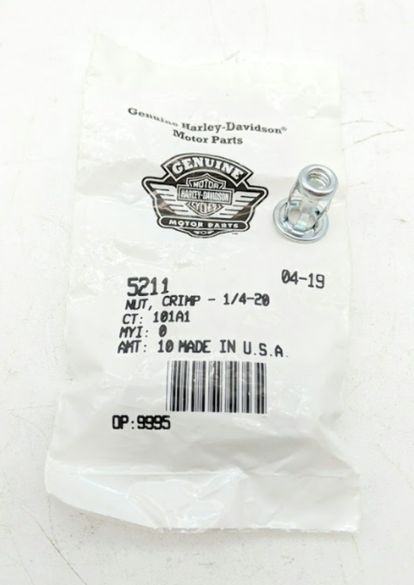 Genuine Harley-Davidson®
Motor Parts
GENUINE
MOTOR
HARLEY-DAVIDSON
MOTOR PARTS
5211 04-19
NUT, CRIMP - 1/4-20
CT: 101A1
MYI: 0
AMT: 10 MADE IN U.S.A.
OP:9995